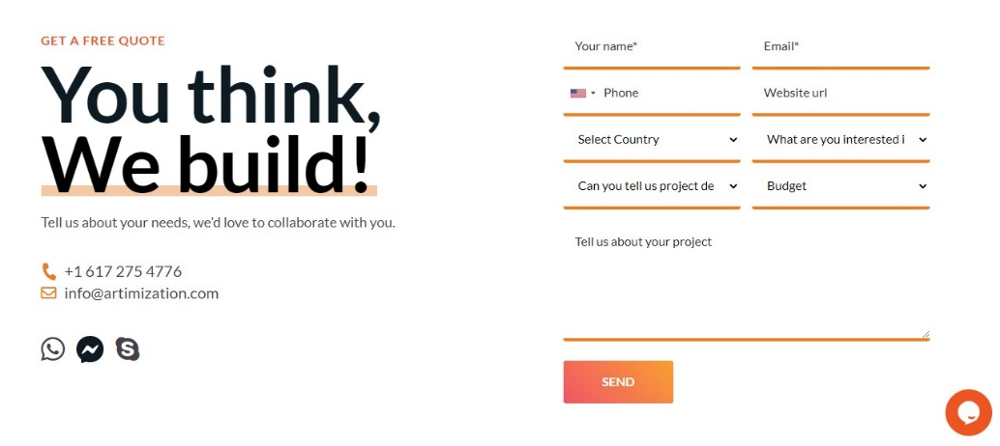 GET A FREE QUOTE
You think,
We build!
Tell us about your needs, we'd love to collaborate with you.
+1 617 275 4776
info@artimization.com
Your name*
Email*
Phone
Website url
Select Country
What are you interested i
Can you tell us project de
Budget
Tell us about your project
SEND